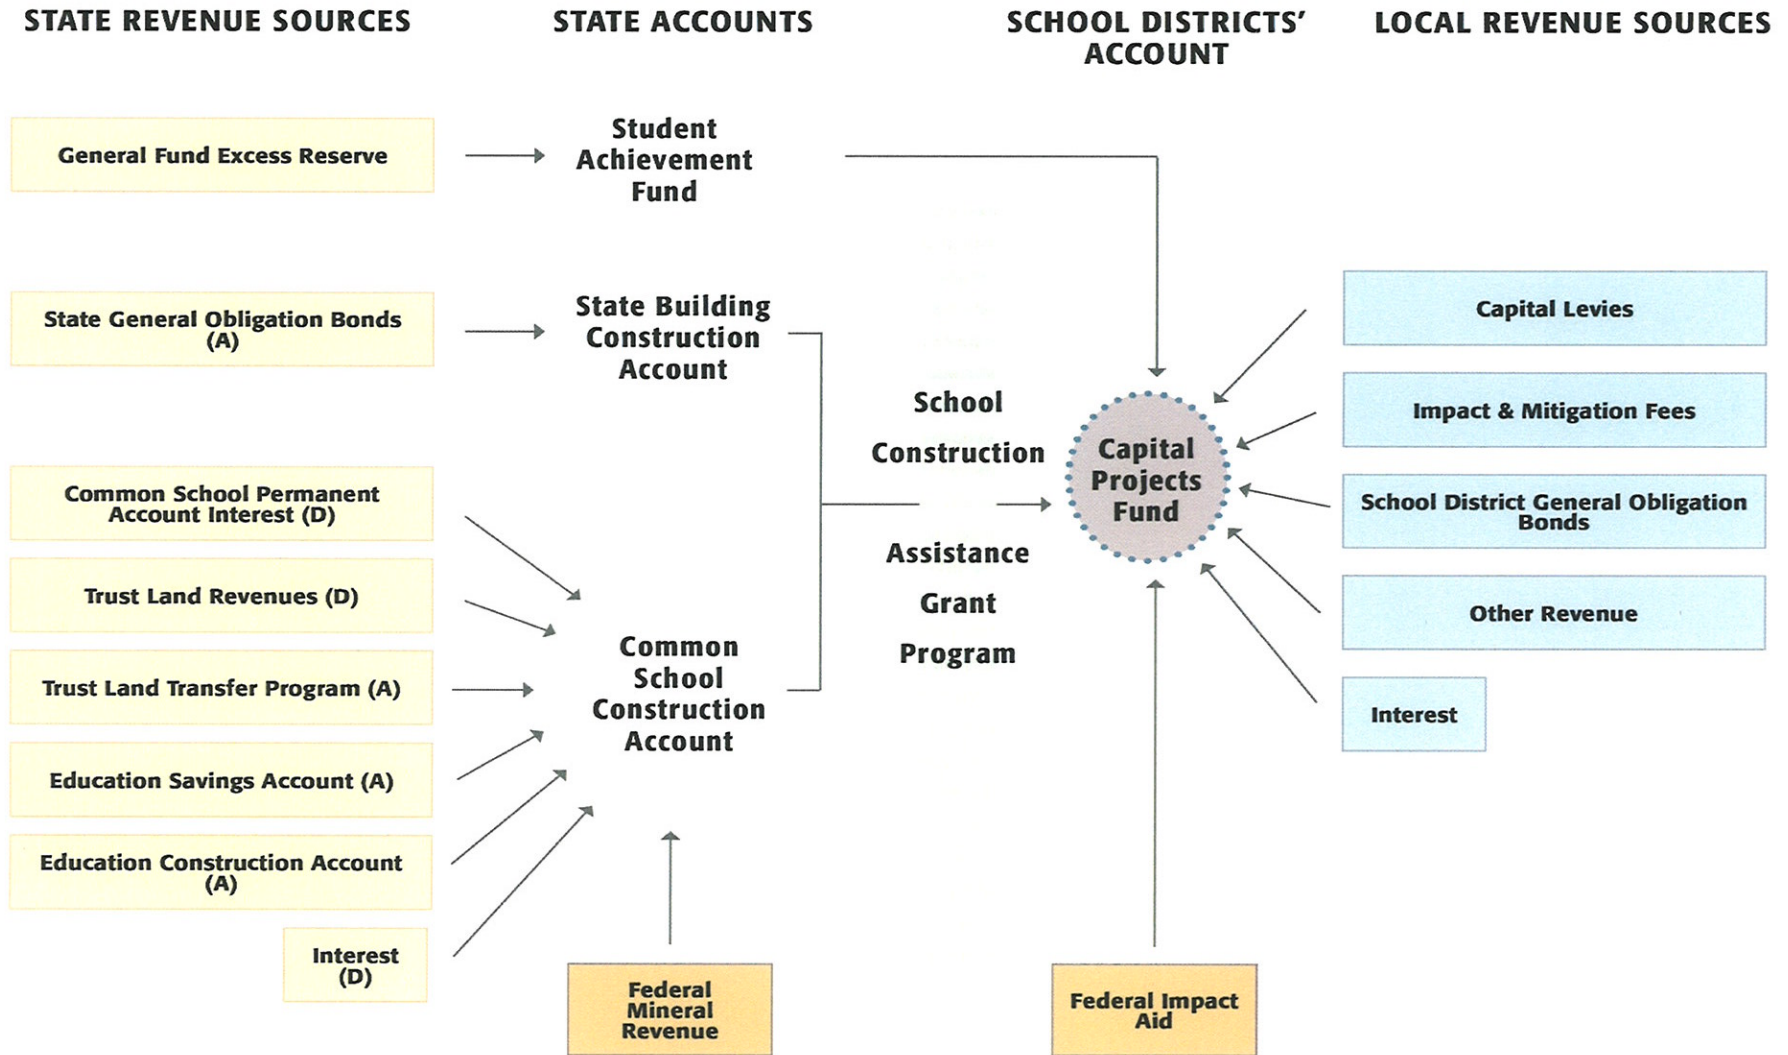 STATE REVENUE SOURCES
STATE ACCOUNTS
SCHOOL DISTRICTS'
ACCOUNT
LOCAL REVENUE SOURCES
General Fund Excess Reserve
Student
Achievement
Fund
State General Obligation Bonds
(A)
State Building
Construction
Account
Common School Permanent
Account Interest (D)
Trust Land Revenues (D)
Trust Land Transfer Program (A)
Education Savings Account (A)
Education Construction Account
(A)
Interest
(D)
Common
School
Construction
Account
Federal
Mineral
Revenue
School
Construction
Assistance
Grant
Program
Capital
Projects
Fund
Federal Impact
Aid
Capital Levies
Impact & Mitigation Fees
School District General Obligation
Bonds
Other Revenue
Interest